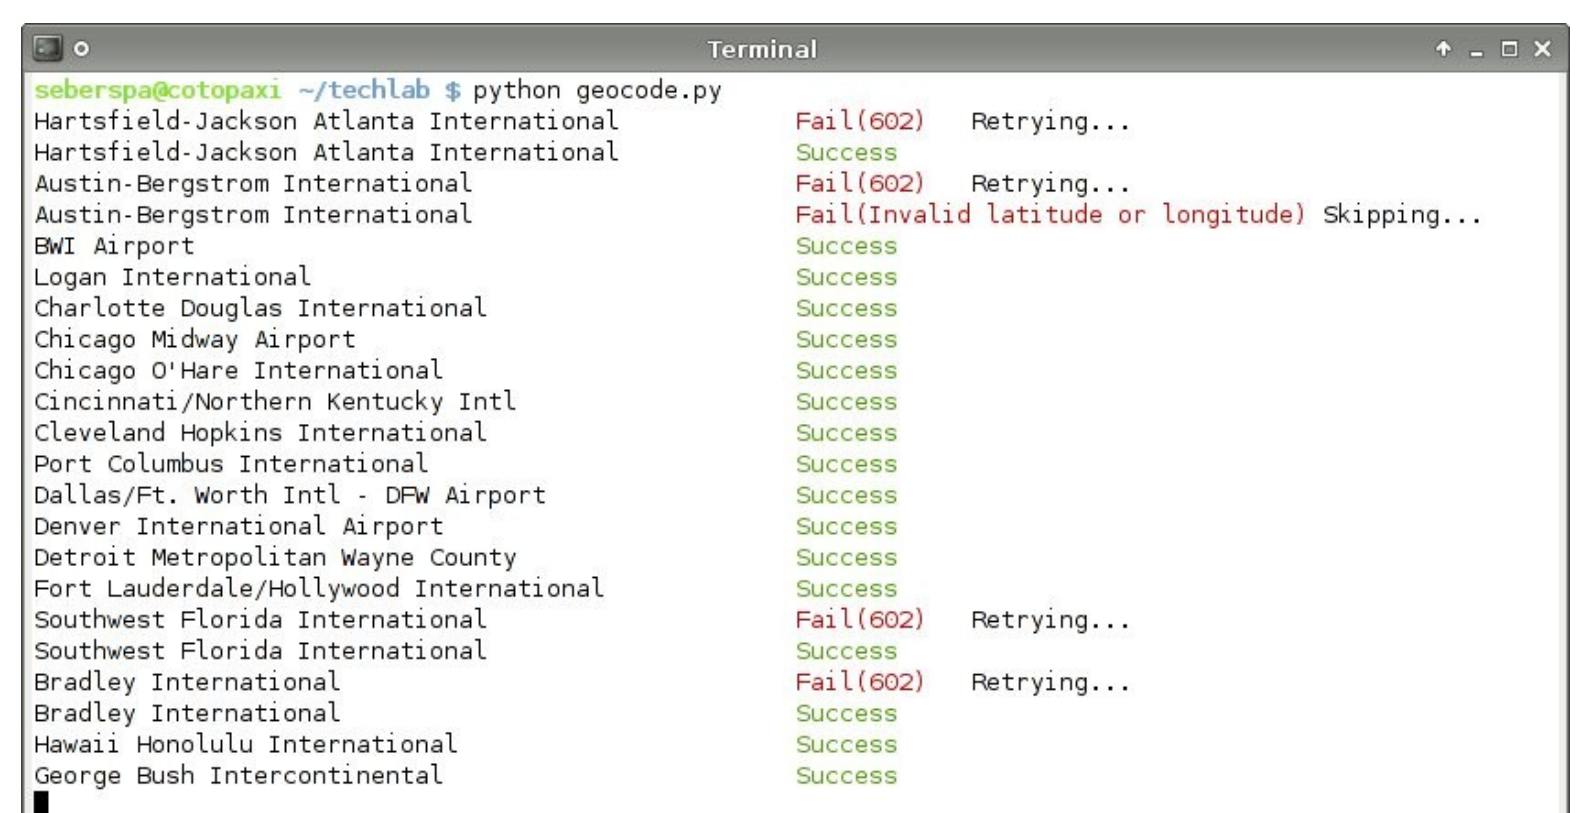 Terminal
seberspa@cotopaxi ~/techlab $ python geocode.py
Hartsfield-Jackson Atlanta International Fail(602) Retrying...
Hartsfield-Jackson Atlanta International Success
Austin-Bergstrom International Fail(602) Retrying...
Austin-Bergstrom International Fail(Invalid latitude or longitude) Skipping...
BWI Airport Success
Logan International Success
Charlotte Douglas International Success
Chicago Midway Airport Success
Chicago O'Hare International Success
Cincinnati/Northern Kentucky Intl Success
Cleveland Hopkins International Success
Port Columbus International Success
Dallas/Ft. Worth Intl - DFW Airport Success
Denver International Airport Success
Detroit Metropolitan Wayne County Success
Fort Lauderdale/Hollywood International Success
Southwest Florida International Fail(602) Retrying...
Southwest Florida International Success
Bradley International Fail(602) Retrying...
Bradley International Success
Hawaii Honolulu International Success
George Bush Intercontinental Success